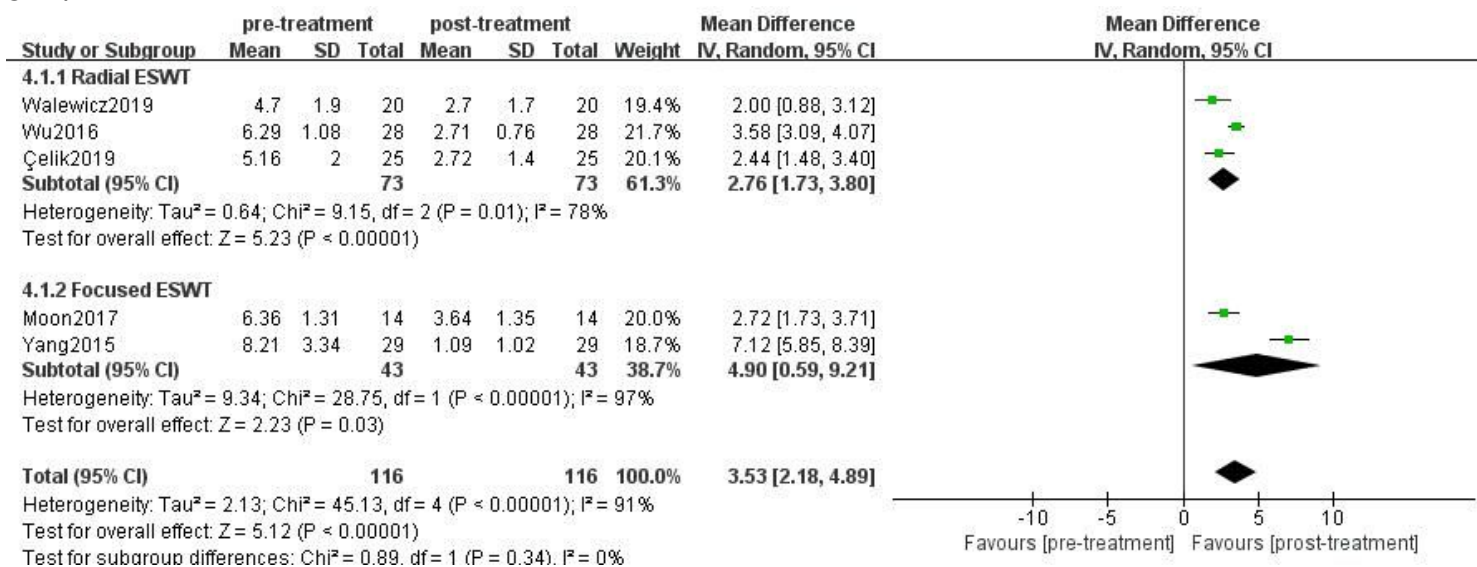 pre-treatment post-treatment Mean Difference Mean Difference
Study or Subgroup Mean SD Total Mean SD Total Weight IV, Random, 95% CI IV, Random, 95% CI
4.1.1 Radial ESWT
Walewicz2019 4.7 1.9 20 2.7 1.7 20 19.4% 2.00 [0.88, 3.12]
Wu2016 6.29 1.08 28 2.71 0.76 28 21.7% 3.58 [3.09, 4.07]
Çelik2019 5.16 2 25 2.72 1.4 25 20.1% 2.44 [1.48, 3.40]
Subtotal (95% CI) 73 73 61.3% 2.76 [1.73, 3.80]
Heterogeneity: Tau² = 0.64; Chi² = 9.15, df = 2 (P = 0.01); I² = 78%
Test for overall effect: Z = 5.23 (P < 0.00001)
4.1.2 Focused ESWT
Moon2017 6.36 1.31 14 3.64 1.35 14 20.0% 2.72 [1.73, 3.71]
Yang2015 8.21 3.34 29 1.09 1.02 29 18.7% 7.12 [5.85, 8.39]
Subtotal (95% CI) 43 43 38.7% 4.90 [0.59, 9.21]
Heterogeneity: Tau² = 9.34; Chi² = 28.75, df = 1 (P < 0.00001); I² = 97%
Test for overall effect: Z = 2.23 (P = 0.03)
Total (95% CI) 116 116 100.0% 3.53 [2.18, 4.89]
Heterogeneity: Tau² = 2.13; Chi² = 45.13, df = 4 (P < 0.00001); I² = 91%
Test for overall effect: Z = 5.12 (P < 0.00001)
Test for subgroup differences: Chi² = 0.89, df = 1 (P = 0.34), I² = 0%
-10 -5 0 5 10
Favours [pre-treatment] Favours [prost-treatment]